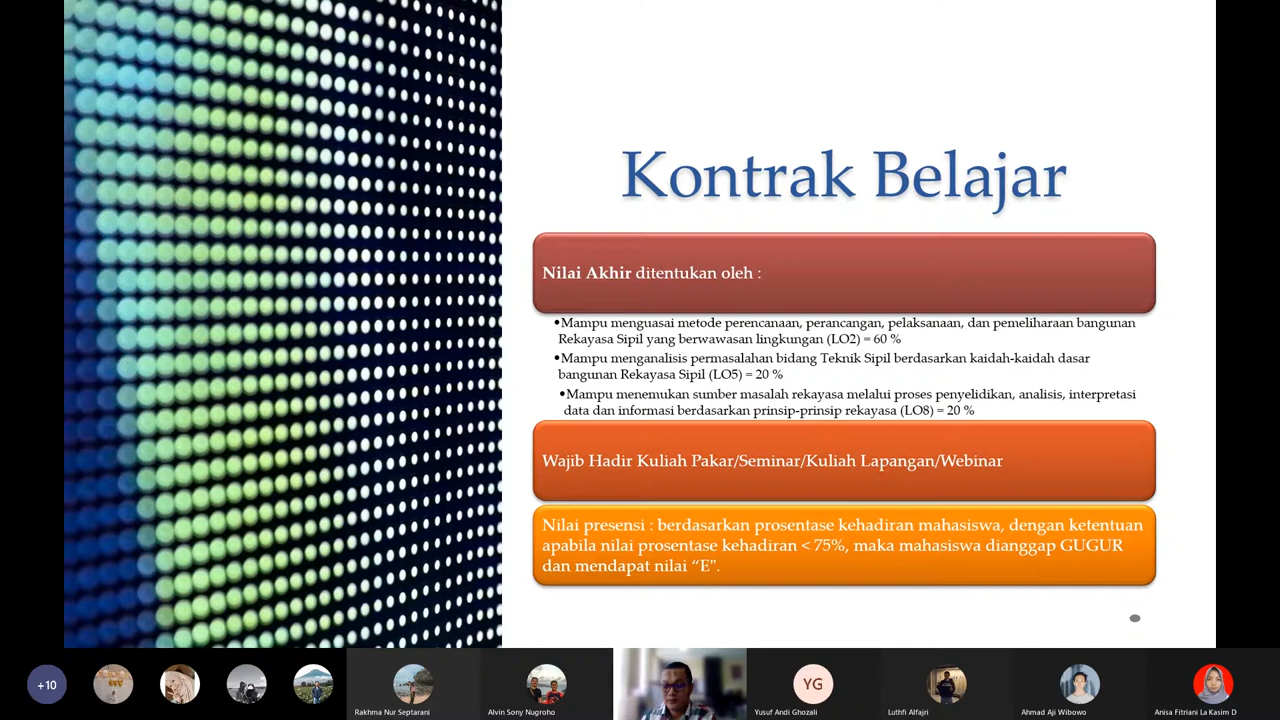 Kontrak Belajar
Nilai Akhir ditentukan oleh :
•Mampu menguasai metode perencanaan, perancangan, pelaksanaan, dan pemeliharaan bangunan
Rekayasa Sipil yang berwawasan lingkungan (LO2) = 60 %
•Mampu menganalisis permasalahan bidang Teknik Sipil berdasarkan kaidah-kaidah dasar
bangunan Rekayasa Sipil (LO5) = 20 %
•Mampu menemukan sumber masalah rekayasa melalui proses penyelidikan, analisis, interpretasi
data dan informasi berdasarkan prinsip-prinsip rekayasa (LO8) = 20 %
Wajib Hadir Kuliah Pakar/Seminar/Kuliah Lapangan/Webinar
Nilai presensi : berdasarkan prosentase kehadiran mahasiswa, dengan ketentuan
apabila nilai prosentase kehadiran < 75%, maka mahasiswa dianggap GUGUR
dan mendapat nilai “E”.
+10
YG
Rakhma Nur Septarani
Alvin Sony Nugroho
Yusuf Andi Ghozali
Luthfi Alfajri
Ahmad Aji Wibowo
Anisa Fitriani La Kasim D